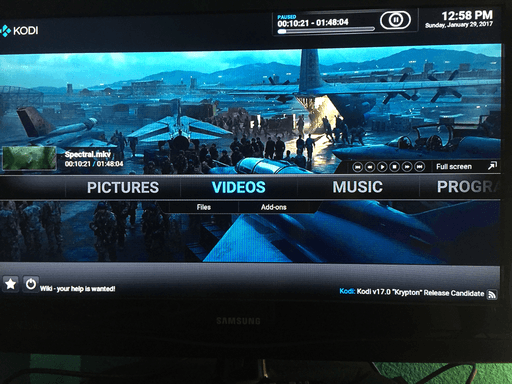 KODI
PAUSED
00:10:21 - 01:48:04
12:58 PM
Sunday, January 29, 2017
Spectral.mkv
00:10:21 / 01:48:04
Full screen
PICTURES
VIDEOS
MUSIC
PROGRA
Files
Add-ons
Wiki - your help is wanted!
Kodi: Kodi v17.0 "Krypton" Release Candidate
SAMSUNG